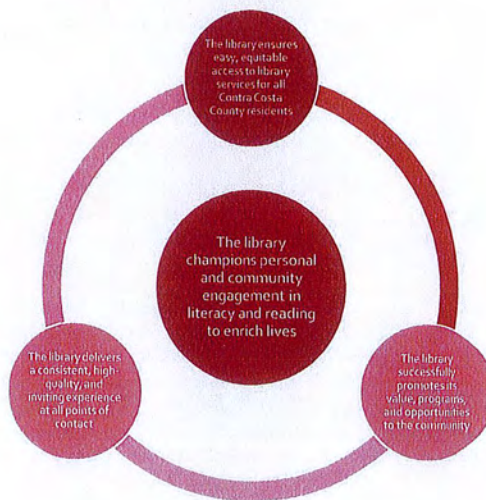 The library ensures
easy, equitable
access to library
services for all
Contra Costa
County residents
The library
champions personal
and community
engagement in
literacy and reading
to enrich lives
The library delivers
a consistent, high-
quality, and
inviting experience
at all points of
contact
The library
successfully
promotes its
value, programs,
and opportunities
to the community